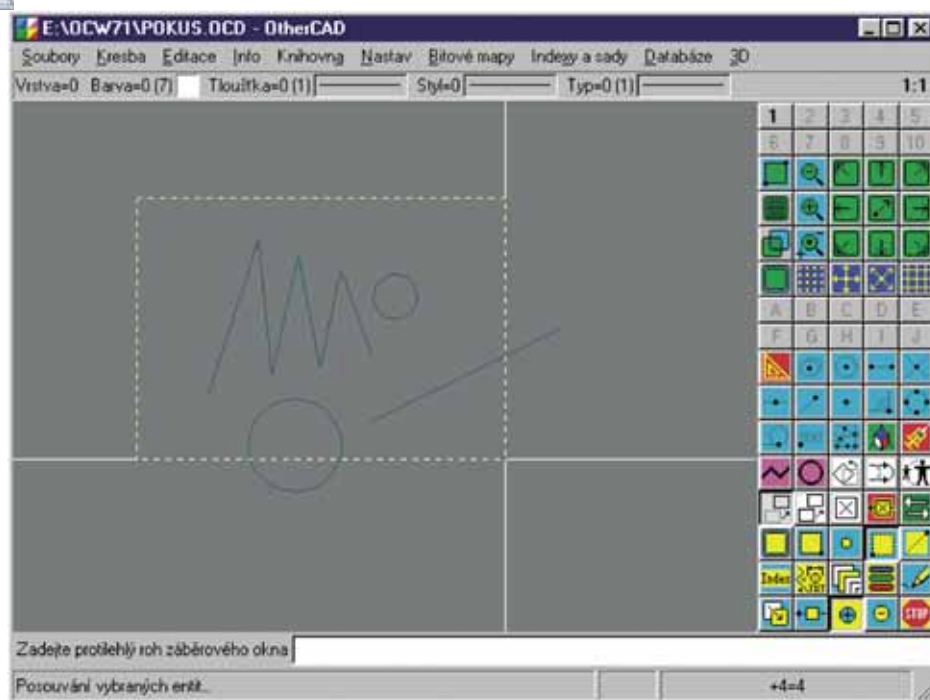 E:\OCW71\POKUS.OCD - OtherCAD
Soubory Kresba Editace Info Knihovna Nastav Bitové mapy Indexy a sady Databáze 3D
Vrstva=0 Barva=0 (7) Tloušťka=0 (1) Styl=0 Typ=0 (1) 1:1
1 2 3 4 5
6 7 8 9 10
A B C D E
F G H I J
Index
STOP
Zadejte protilehlý roh záběrového okna
Posouvání vybraných entit... +4=4